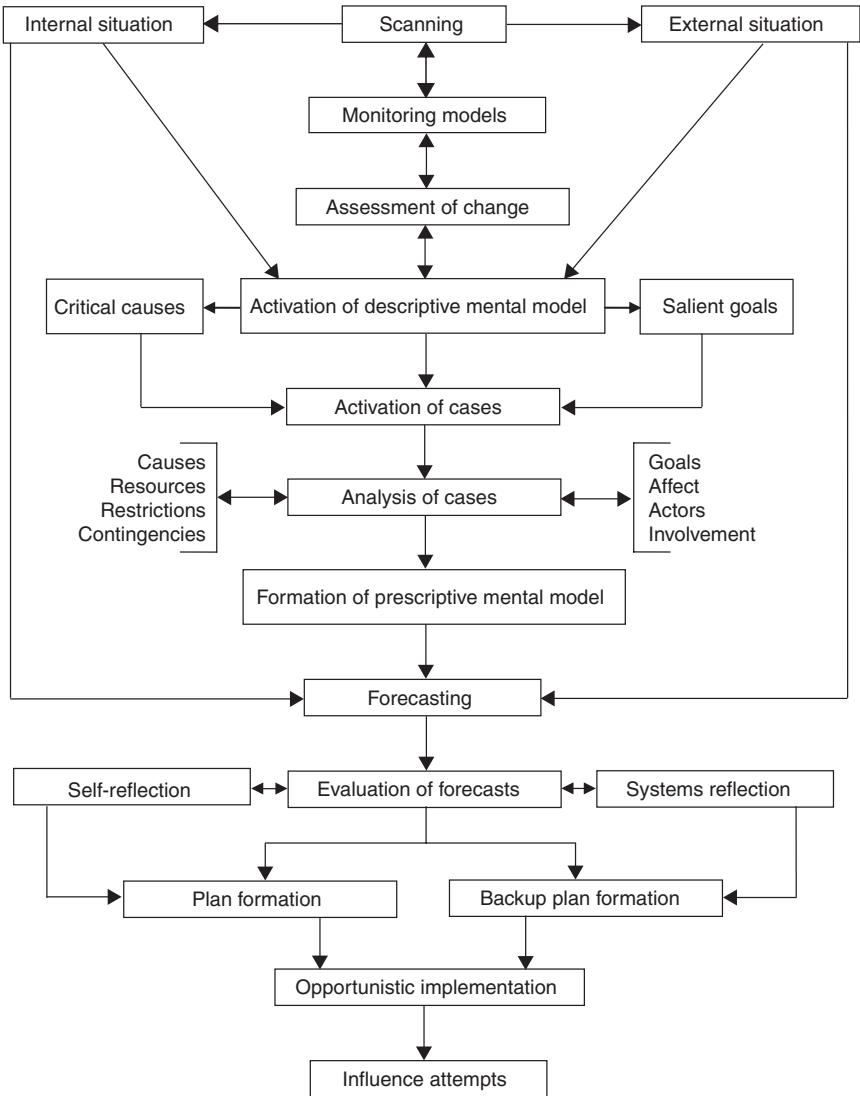 Internal situation
Scanning
External situation
Monitoring models
Assessment of change
Critical causes
Activation of descriptive mental model
Salient goals
Activation of cases
Causes
Resources
Restrictions
Contingencies
Analysis of cases
Goals
Affect
Actors
Involvement
Formation of prescriptive mental model
Forecasting
Self-reflection
Evaluation of forecasts
Systems reflection
Plan formation
Backup plan formation
Opportunistic implementation
Influence attempts